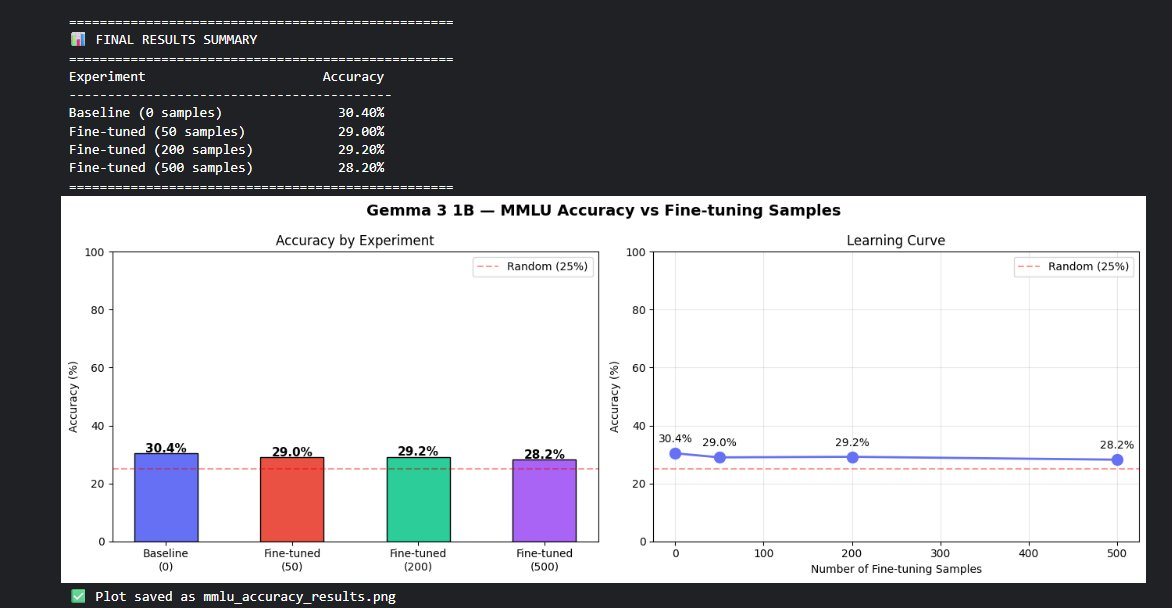 ==================================================
📊 FINAL RESULTS SUMMARY
==================================================
Experiment Accuracy
------------------------------------------
Baseline (0 samples) 30.40%
Fine-tuned (50 samples) 29.00%
Fine-tuned (200 samples) 29.20%
Fine-tuned (500 samples) 28.20%
==================================================
Gemma 3 1B — MMLU Accuracy vs Fine-tuning Samples
Accuracy by Experiment
Random (25%)
Accuracy (%)
100
80
60
40
20
0
30.4%
29.0%
29.2%
28.2%
Baseline
(0)
Fine-tuned
(50)
Fine-tuned
(200)
Fine-tuned
(500)
Learning Curve
Random (25%)
Accuracy (%)
100
80
60
40
20
0
30.4% 29.0% 29.2% 28.2%
0 100 200 300 400 500
Number of Fine-tuning Samples
✅ Plot saved as mmlu_accuracy_results.png